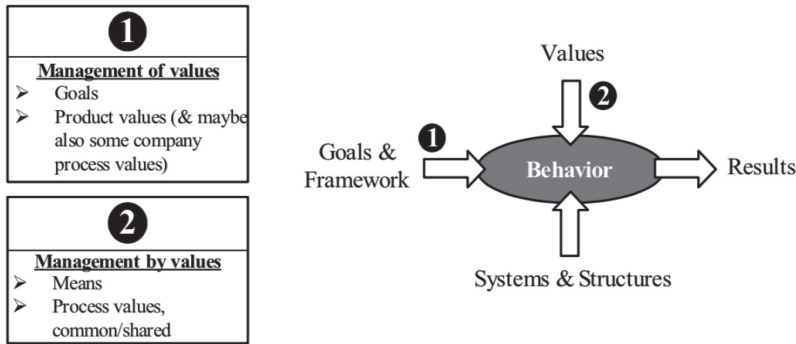 1
Management of values
➤ Goals
➤ Product values (& maybe
also some company
process values)
2
Management by values
➤ Means
➤ Process values,
common/shared
Values
2
1
Goals &
Framework
Behavior
Results
Systems & Structures